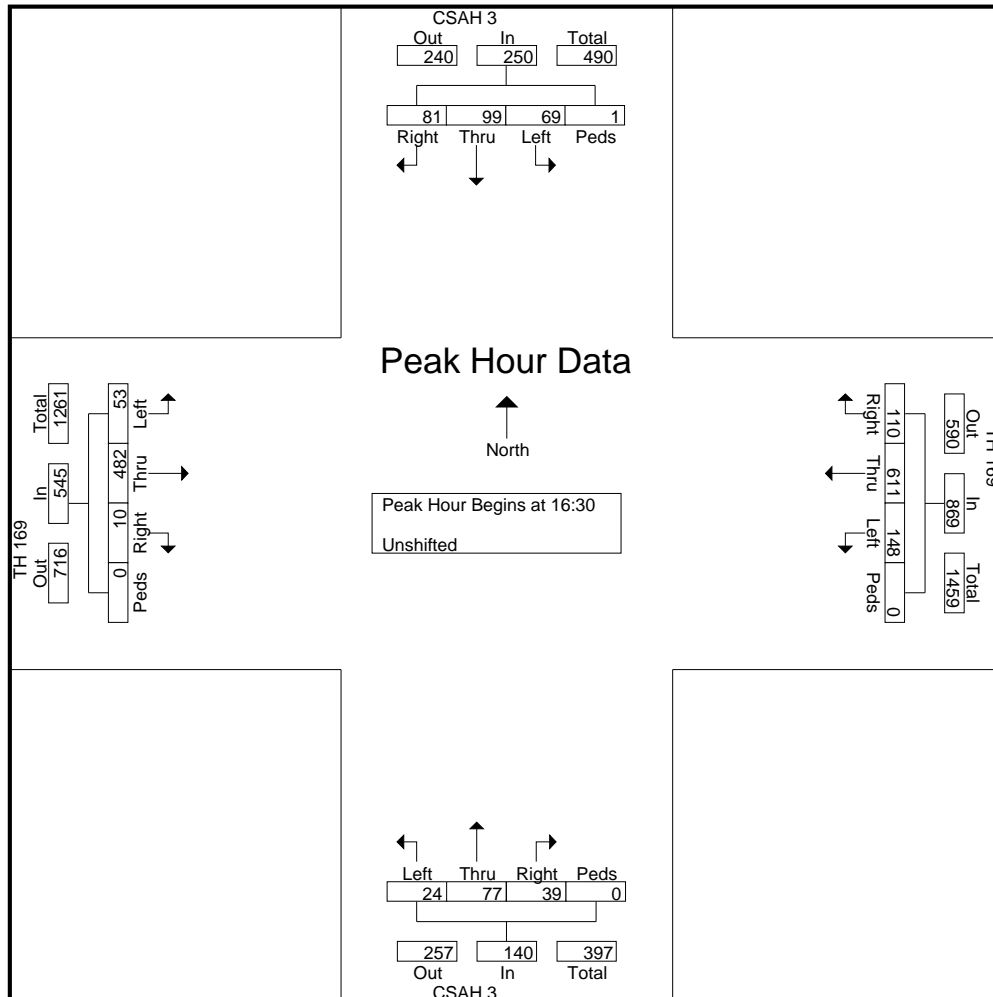 CSAH 3
Out In Total
240 250 490
81 99 69 1
Right Thru Left Peds
Peak Hour Data
North
Peak Hour Begins at 16:30
Unshifted
TH 169
Out In Total
716 545 1261
53 482 10 0
Left Thru Right Peds
Right Thru Left Peds
110 611 148 0
590 869 1459
Out In Total
TH 169
Left Thru Right Peds
24 77 39 0
257 140 397
Out In Total
CSAH 3